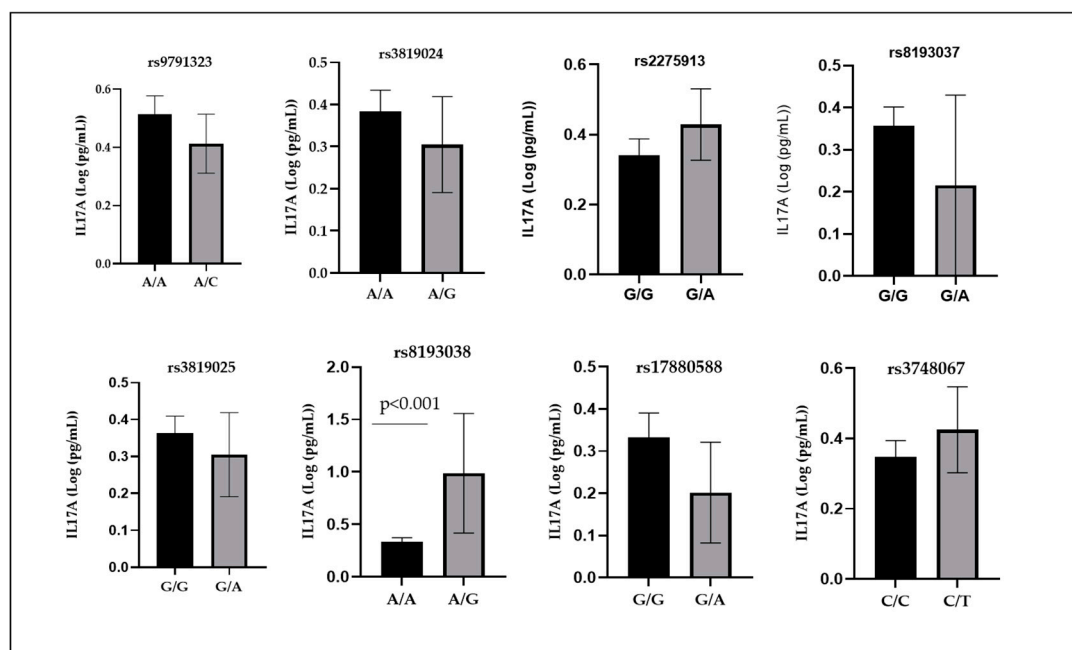 rs9791323
IL17A (Log (pg/mL))
0.6
0.4
0.2
0.0
A/A A/C
rs3819024
IL17A (Log (pg/mL))
0.5
0.4
0.3
0.2
0.1
0.0
A/A A/G
rs2275913
IL17A (Log (pg/mL))
0.6
0.4
0.2
0.0
G/G G/A
rs8193037
IL17A (Log (pg/mL))
0.5
0.4
0.3
0.2
0.1
0.0
G/G G/A
rs3819025
IL17A (Log (pg/mL))
0.5
0.4
0.3
0.2
0.1
0.0
G/G G/A
rs8193038
IL17A (Log (pg/mL))
2.0
1.5
1.0
0.5
0.0
p<0.001
A/A A/G
rs17880588
IL17A (Log (pg/mL))
0.5
0.4
0.3
0.2
0.1
0.0
G/G G/A
rs3748067
IL17A (Log (pg/mL))
0.6
0.4
0.2
0.0
C/C C/T